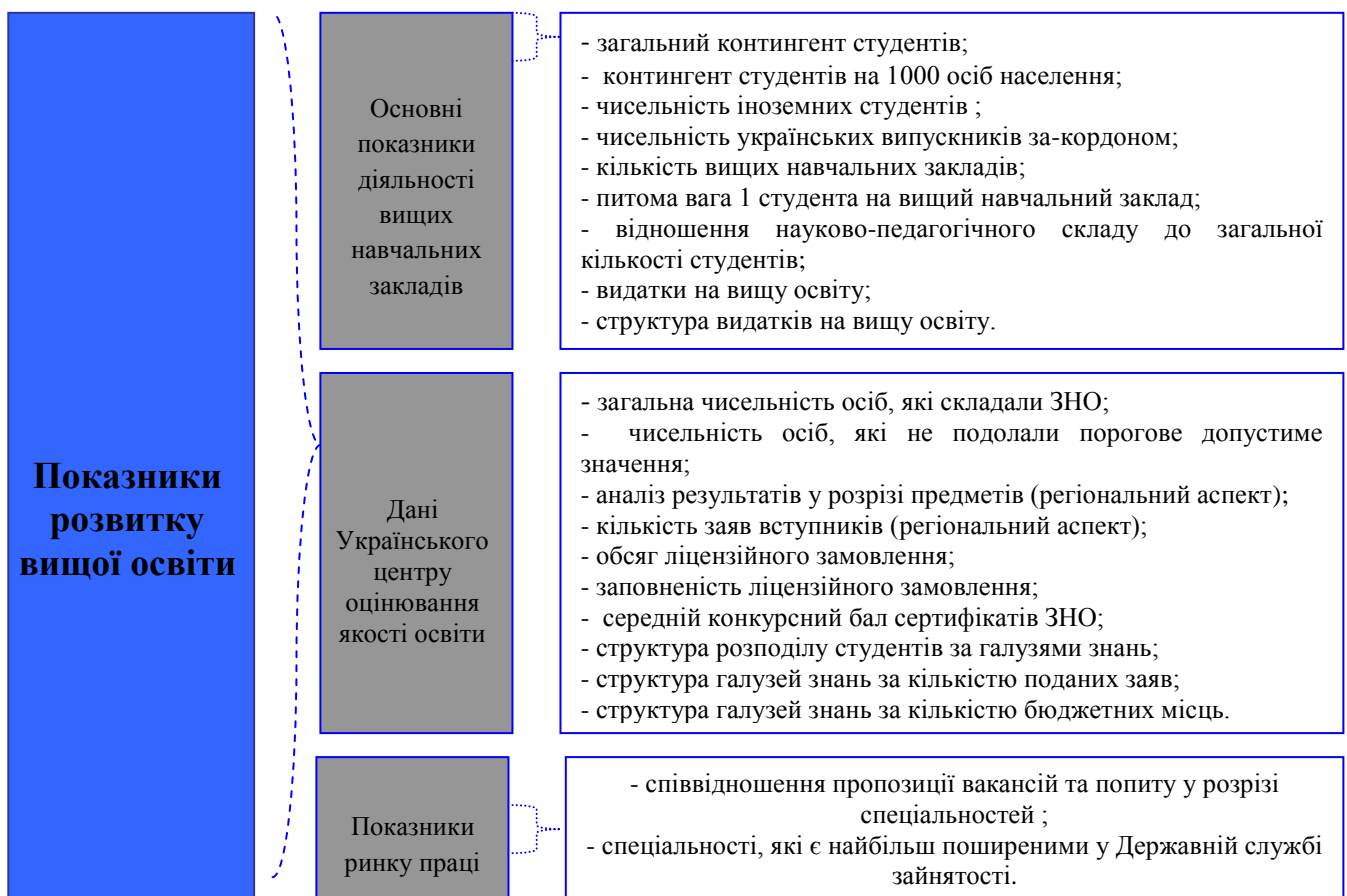 Показники
розвитку
вищої освіти
Основні
показники
діяльності
вищих
навчальних
закладів
- загальний контингент студентів;
- контингент студентів на 1000 осіб населення;
- чисельність іноземних студентів ;
- чисельність українських випускників за-кордоном;
- кількість вищих навчальних закладів;
- питома вага 1 студента на вищий навчальний заклад;
- відношення науково-педагогічного складу до загальної
кількості студентів;
- видатки на вищу освіту;
- структура видатків на вищу освіту.
Дані
Українського
центру
оцінювання
якості освіти
- загальна чисельність осіб, які складали ЗНО;
- чисельність осіб, які не подолали порогове допустиме
значення;
- аналіз результатів у розрізі предметів (регіональний аспект);
- кількість заяв вступників (регіональний аспект);
- обсяг ліцензійного замовлення;
- заповненість ліцензійного замовлення;
- середній конкурсний бал сертифікатів ЗНО;
- структура розподілу студентів за галузями знань;
- структура галузей знань за кількістю поданих заяв;
- структура галузей знань за кількістю бюджетних місць.
Показники
ринку праці
- співвідношення пропозиції вакансій та попиту у розрізі
спеціальностей ;
- спеціальності, які є найбільш поширеними у Державній службі
зайнятості.